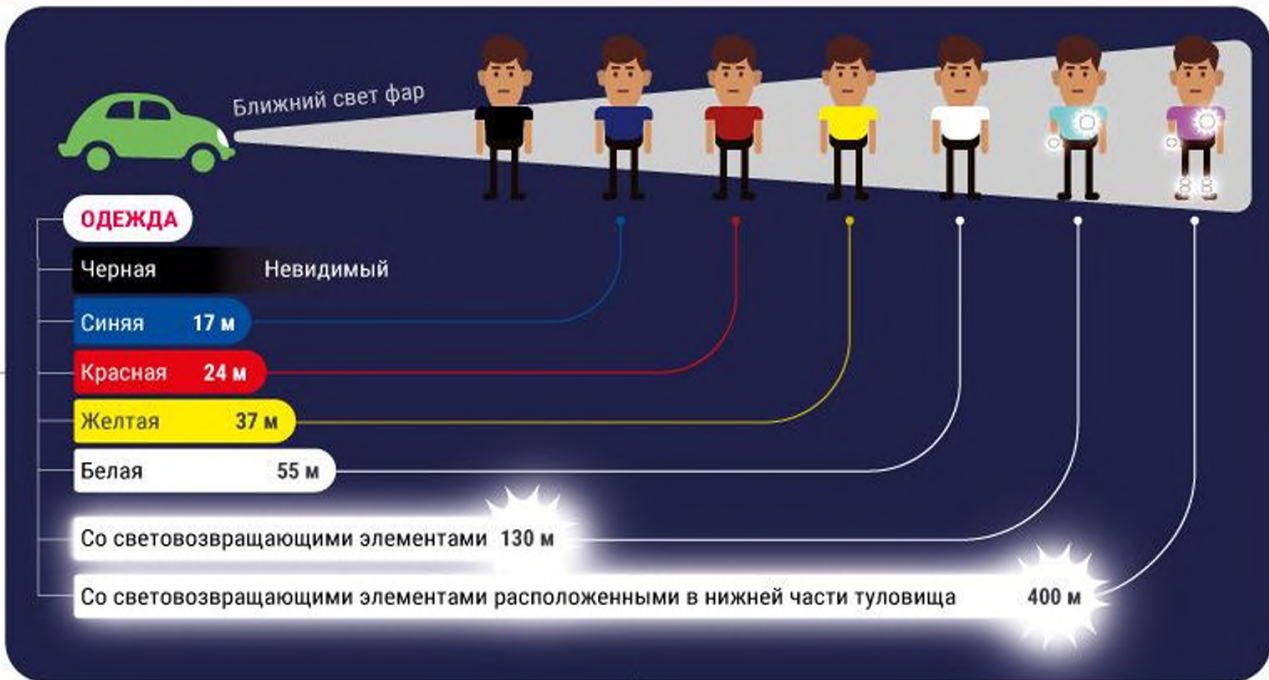 Ближний свет фар
ОДЕЖДА
Черная Невидимый
Синяя 17 м
Красная 24 м
Желтая 37 м
Белая 55 м
Со световозвращающими элементами 130 м
Со световозвращающими элементами расположенными в нижней части туловища 400 м